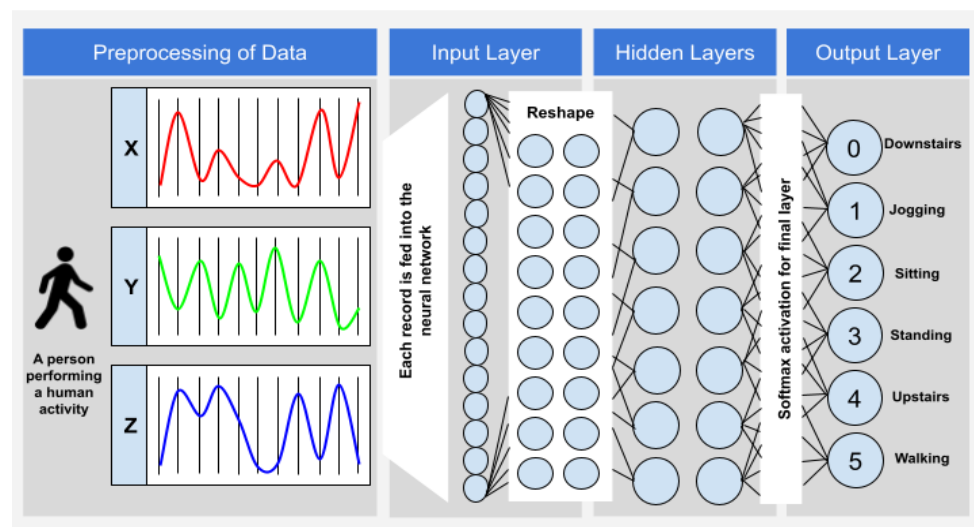 Preprocessing of Data
Input Layer
Hidden Layers
Output Layer
X
Y
Z
A person
performing
a human
activity
Each record is fed into the
neural network
Reshape
Softmax activation for final layer
0
Downstairs
1
Jogging
2
Sitting
3
Standing
4
Upstairs
5
Walking